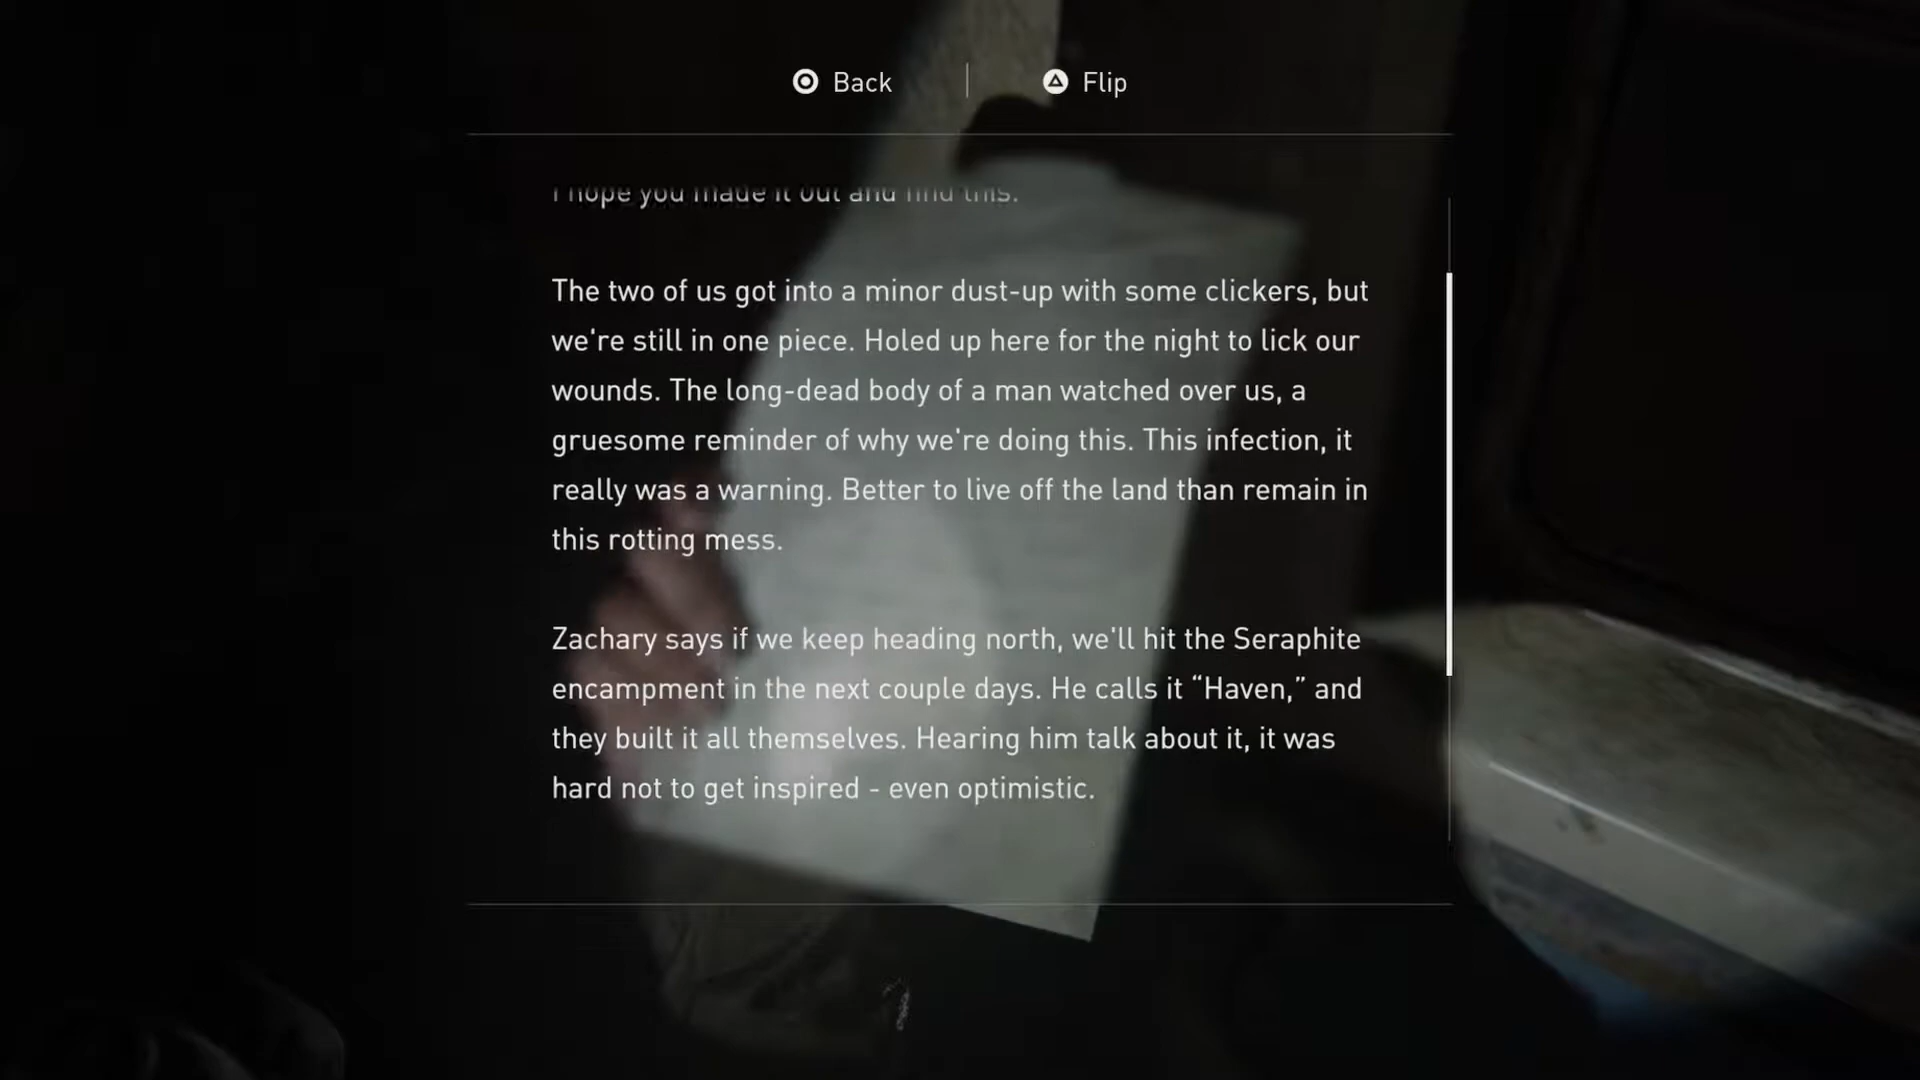 Back
Flip
I hope you made it out and find this.
The two of us got into a minor dust-up with some clickers, but
we're still in one piece. Holed up here for the night to lick our
wounds. The long-dead body of a man watched over us, a
gruesome reminder of why we're doing this. This infection, it
really was a warning. Better to live off the land than remain in
this rotting mess.
Zachary says if we keep heading north, we'll hit the Seraphite
encampment in the next couple days. He calls it “Haven,” and
they built it all themselves. Hearing him talk about it, it was
hard not to get inspired - even optimistic.